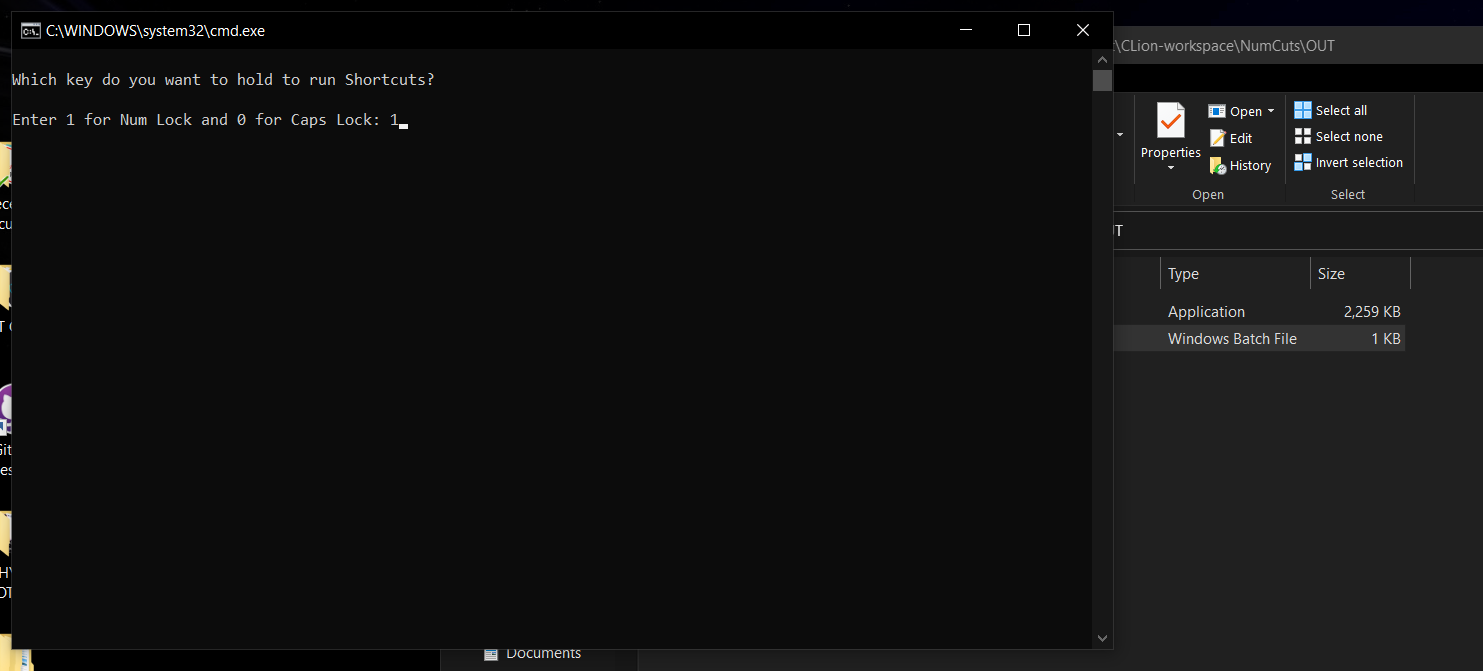 C:\WINDOWS\system32\cmd.exe
Which key do you want to hold to run Shortcuts?
Enter 1 for Num Lock and 0 for Caps Lock: 1
\CLion-workspace\NumCuts\OUT
Properties
Open
Edit
History
Open
Select all
Select none
Invert selection
Select
Type
Size
Application
2,259 KB
Windows Batch File
1 KB
Documents